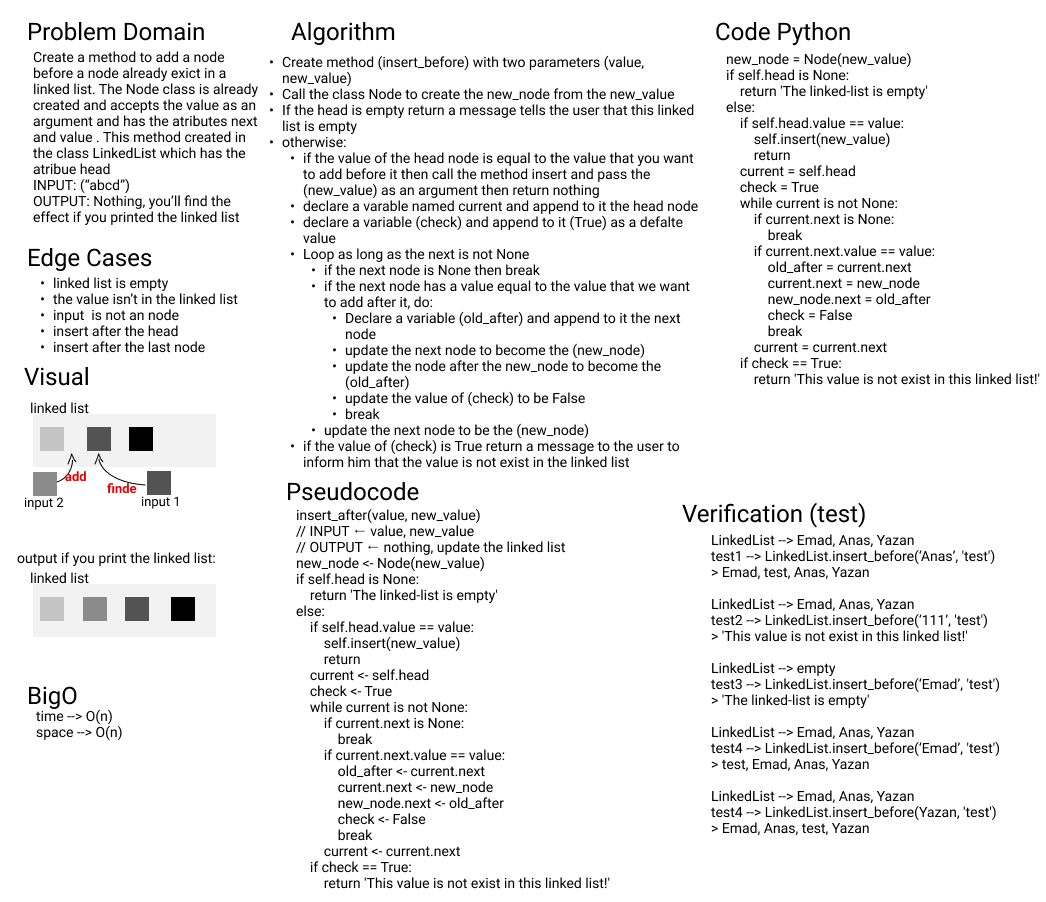 Problem Domain
Create a method to add a node
before a node already exict in a
linked list. The Node class is already
created and accepts the value as an
argument and has the atributes next
and value . This method created in
the class LinkedList which has the
atribue head
INPUT: (“abcd”)
OUTPUT: Nothing, you’ll find the
effect if you printed the linked list
Edge Cases
• linked list is empty
• the value isn’t in the linked list
• input  is not an node
• insert after the head
• insert after the last node
Visual
linked list
add
finde
input 2
input 1
output if you print the linked list:
linked list
BigO
time --> O(n)
space --> O(n)
Algorithm
• Create method (insert_before) with two parameters (value,
new_value)
• Call the class Node to create the new_node from the new_value
• If the head is empty return a message tells the user that this linked
list is empty
• otherwise:
• if the value of the head node is equal to the value that you want
to add before it then call the method insert and pass the
(new_value) as an argument then return nothing
• declare a varable named current and append to it the head node
• declare a variable (check) and append to it (True) as a defalte
value
• Loop as long as the next is not None
• if the next node is None then break
• if the next node has a value equal to the value that we want
to add after it, do:
• Declare a variable (old_after) and append to it the next
node
• update the next node to become the (new_node)
• update the node after the new_node to become the
(old_after)
• update the value of (check) to be False
• break
• update the next node to be the (new_node)
• if the value of (check) is True return a message to the user to
inform him that the value is not exist in the linked list
Pseudocode
insert_after(value, new_value)
// INPUT ← value, new_value
// OUTPUT ← nothing, update the linked list
new_node <- Node(new_value)
if self.head is None:
return 'The linked-list is empty'
else:
if self.head.value == value:
self.insert(new_value)
return
current <- self.head
check <- True
while current is not None:
if current.next is None:
break
if current.next.value == value:
old_after <- current.next
current.next <- new_node
new_node.next <- old_after
check <- False
break
current <- current.next
if check == True:
return 'This value is not exist in this linked list!'
Code Python
new_node = Node(new_value)
if self.head is None:
return 'The linked-list is empty'
else:
if self.head.value == value:
self.insert(new_value)
return
current = self.head
check = True
while current is not None:
if current.next is None:
break
if current.next.value == value:
old_after = current.next
current.next = new_node
new_node.next = old_after
check = False
break
current = current.next
if check == True:
return 'This value is not exist in this linked list!'
Verification (test)
LinkedList --> Emad, Anas, Yazan
test1 --> LinkedList.insert_before(‘Anas’, 'test')
> Emad, test, Anas, Yazan
LinkedList --> Emad, Anas, Yazan
test2 --> LinkedList.insert_before(‘111’, 'test')
> 'This value is not exist in this linked list!'
LinkedList --> empty
test3 --> LinkedList.insert_before(‘Emad’, 'test')
> 'The linked-list is empty'
LinkedList --> Emad, Anas, Yazan
test4 --> LinkedList.insert_before(‘Emad’, 'test')
> test, Emad, Anas, Yazan
LinkedList --> Emad, Anas, Yazan
test4 --> LinkedList.insert_before(Yazan, 'test')
> Emad, Anas, test, Yazan